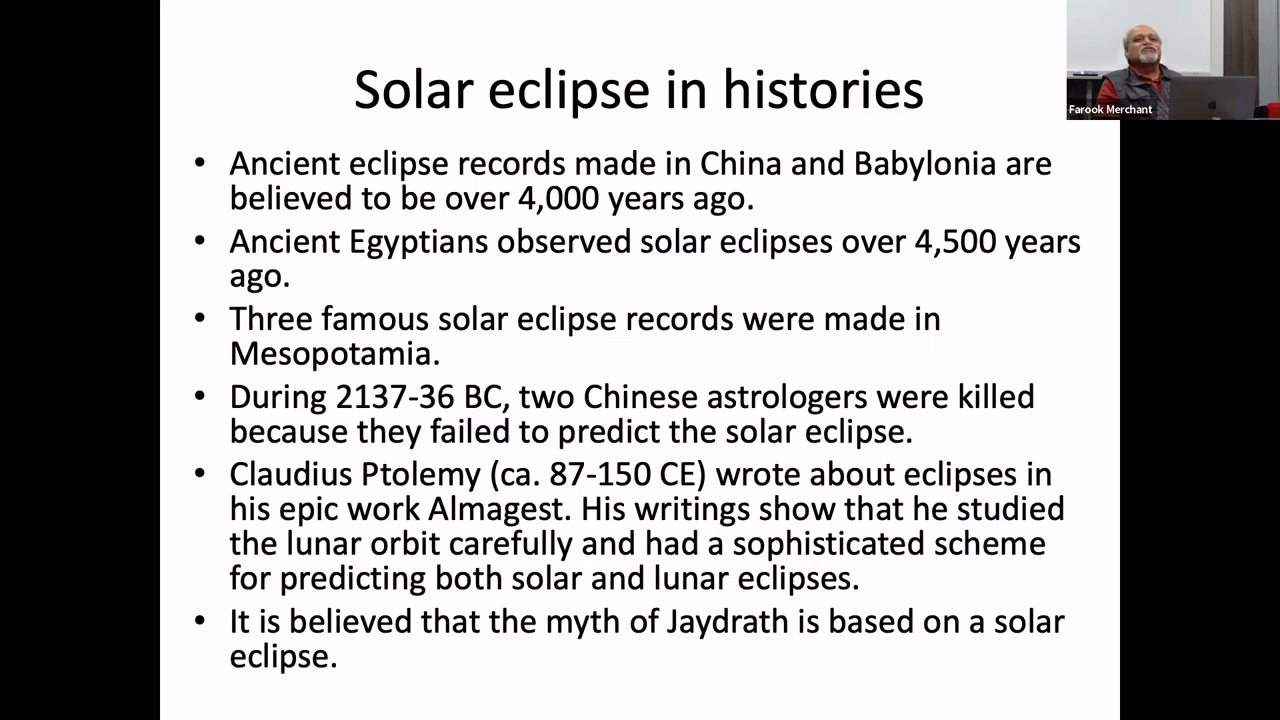 Solar eclipse in histories
Farook Merchant
• Ancient eclipse records made in China and Babylonia are
believed to be over 4,000 years ago.
• Ancient Egyptians observed solar eclipses over 4,500 years
ago.
• Three famous solar eclipse records were made in
Mesopotamia.
• During 2137-36 BC, two Chinese astrologers were killed
because they failed to predict the solar eclipse.
• Claudius Ptolemy (ca. 87-150 CE) wrote about eclipses in
his epic work Almagest. His writings show that he studied
the lunar orbit carefully and had a sophisticated scheme
for predicting both solar and lunar eclipses.
• It is believed that the myth of Jaydrath is based on a solar
eclipse.